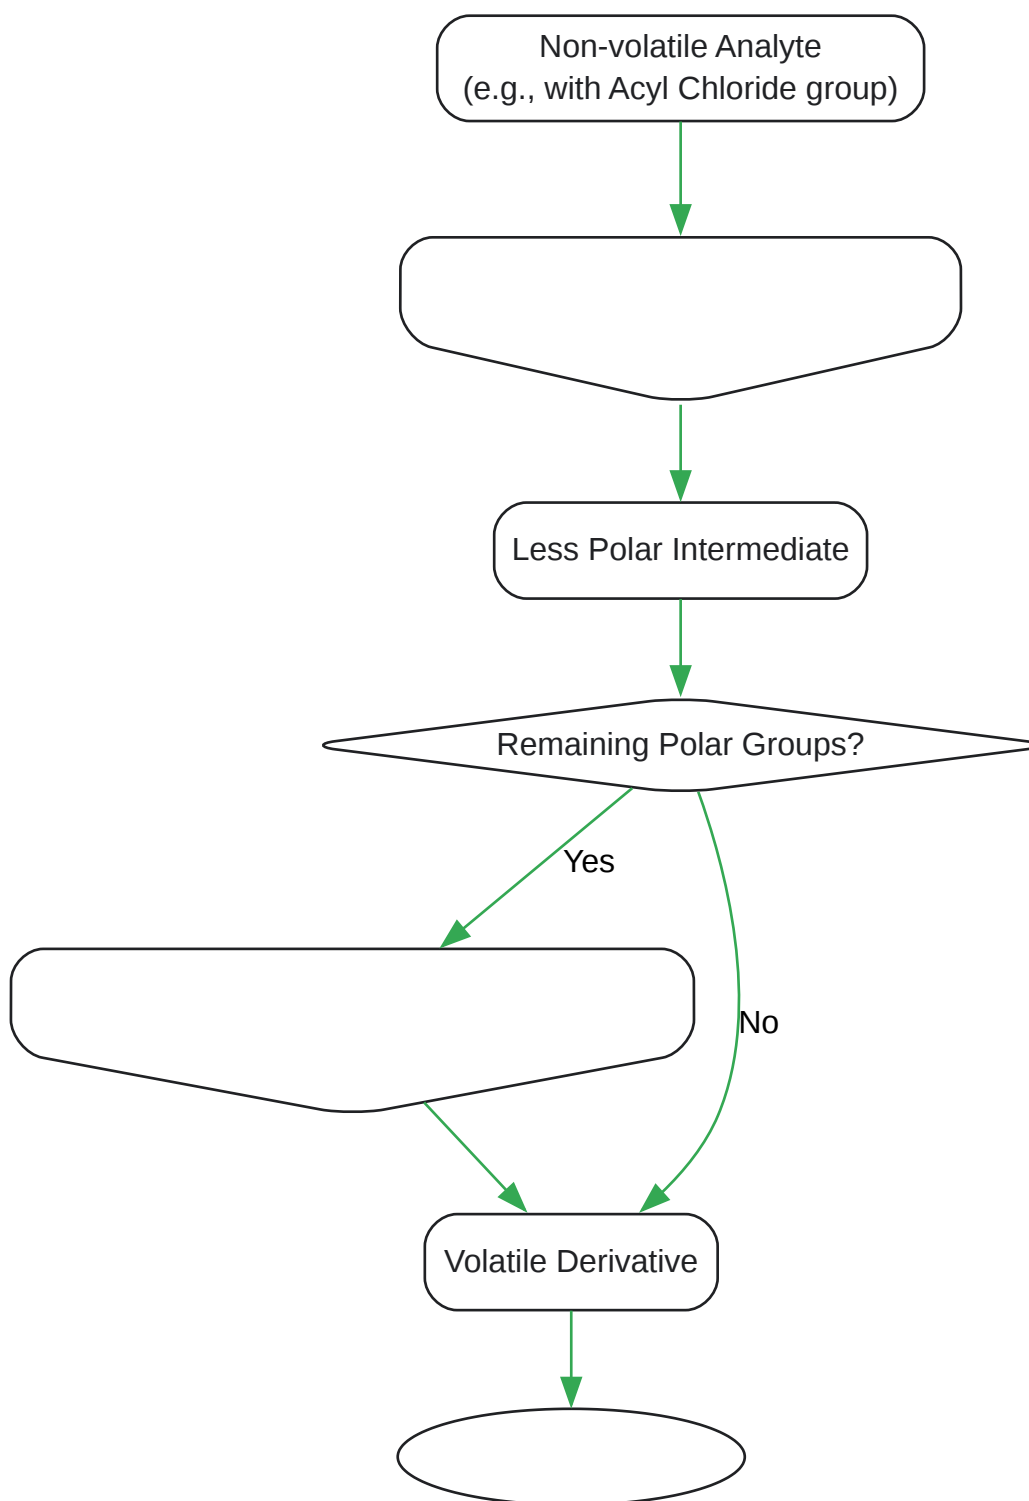 Non-volatile Analyte
(e.g., with Acyl Chloride group)
Less Polar Intermediate
Remaining Polar Groups?
Yes
No
Volatile Derivative